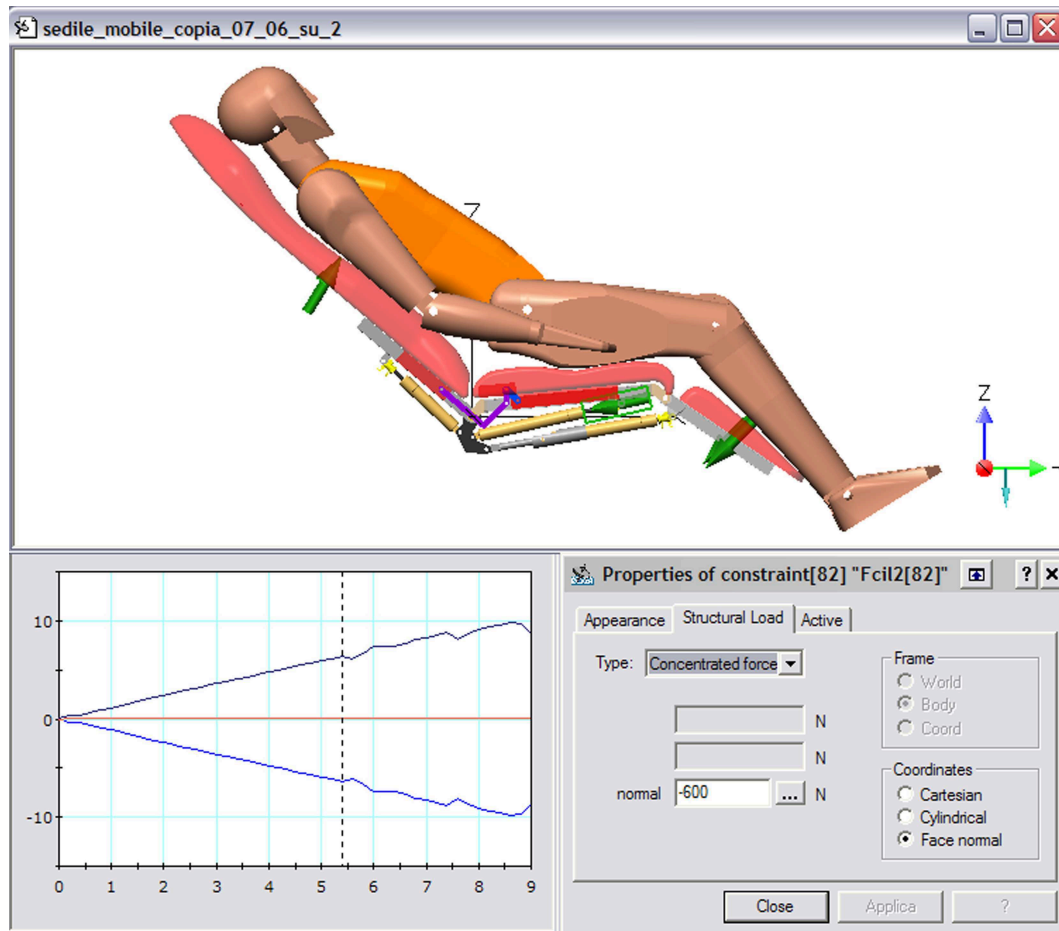 sedile_mobile_copia_07_06_su_2
Z
Z
10
0
-10
0 1 2 3 4 5 6 7 8 9
Properties of constraint[82] "Fcil2[82]"
? x
Appearance Structural Load Active
Type: Concentrated force
Frame
World
Body
Coord
N
N
normal -600 ... N
Coordinates
Cartesian
Cylindrical
Face normal
Close Applica ?